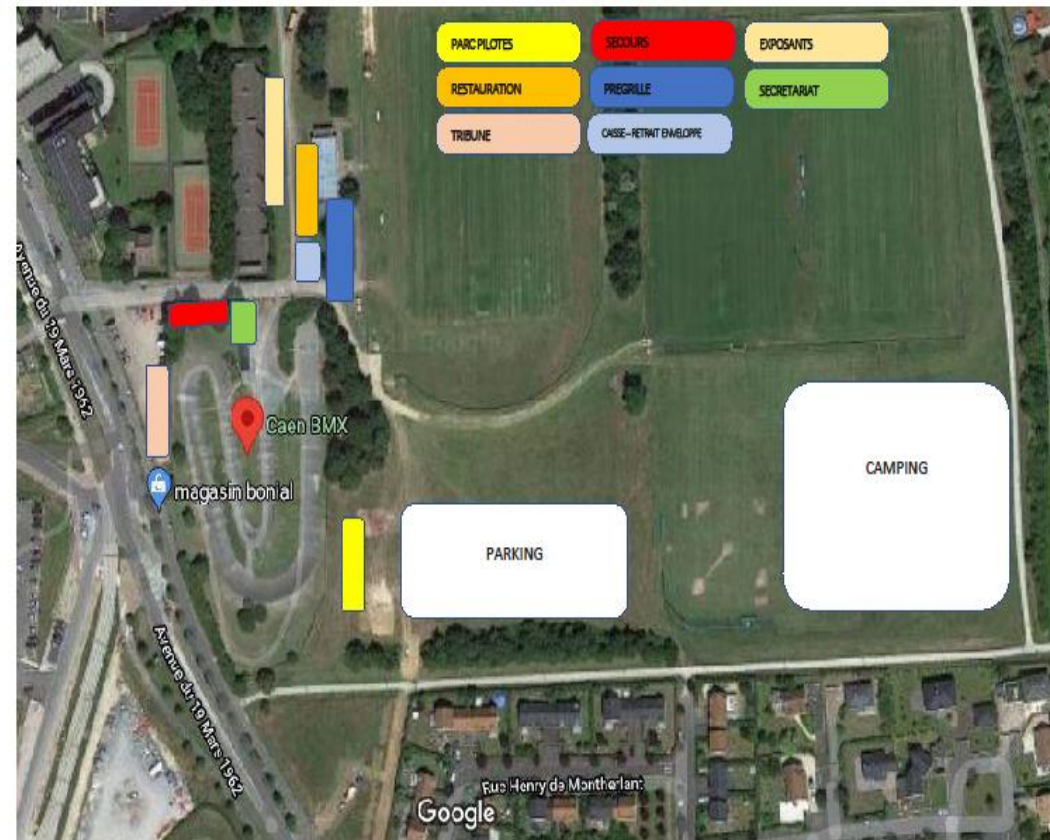 PARC PILOTES
SECOURS
EXPOSANTS
RESTAURATION
PREGRILLE
SECRETARIAT
TRIBUNE
CAISSE – RETRAIT ENVELOPPE
Avenue du 19 Mars 1962
Caen BMX
magasin bonial
CAMPING
PARKING
Avenue du 19 Mars 1962
Rue Henry de Montherlant
Google